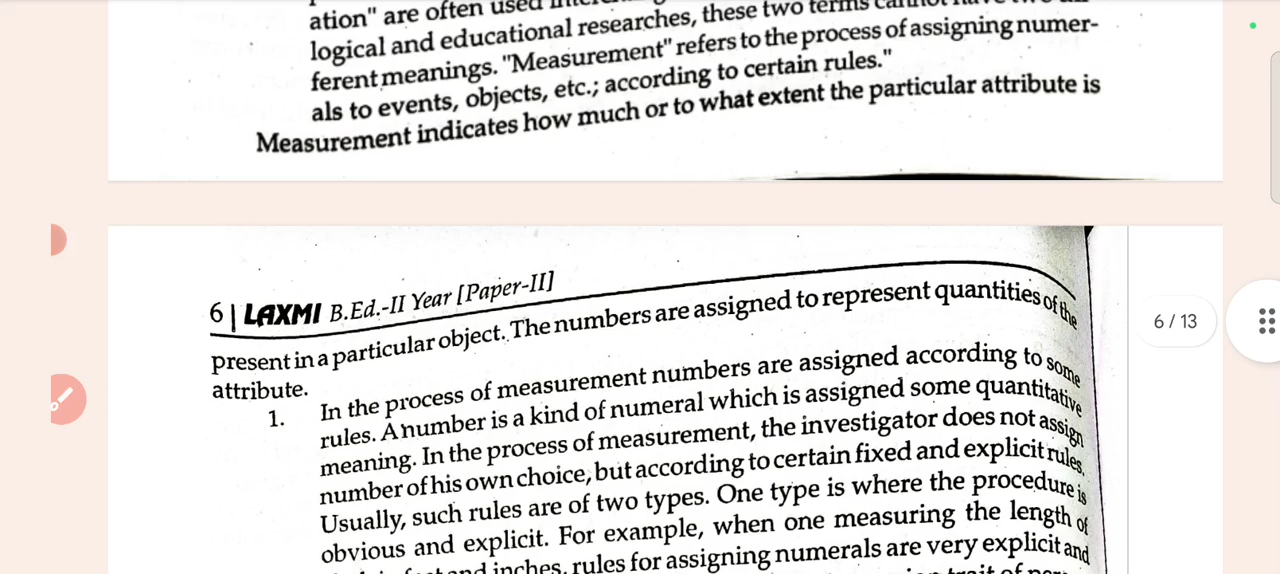 ation" are often used
logical and educational researches, these two terms cannot have
ferent meanings. "Measurement" refers to the process of assigning numer-
als to events, objects, etc.; according to certain rules."
Measurement indicates how much or to what extent the particular attribute is
6 | LAXMI B.Ed.-II Year [Paper-II]
present in a particular object. The numbers are assigned to represent quantities of the
attribute.
1. In the process of measurement numbers are assigned according to some
rules. A number is a kind of numeral which is assigned some quantitative
meaning. In the process of measurement, the investigator does not assign
number of his own choice, but according to certain fixed and explicit rules.
Usually, such rules are of two types. One type is where the procedure is
obvious and explicit. For example, when one measuring the length of
and inches, rules for assigning numerals are very explicit and
trait of
6 / 13